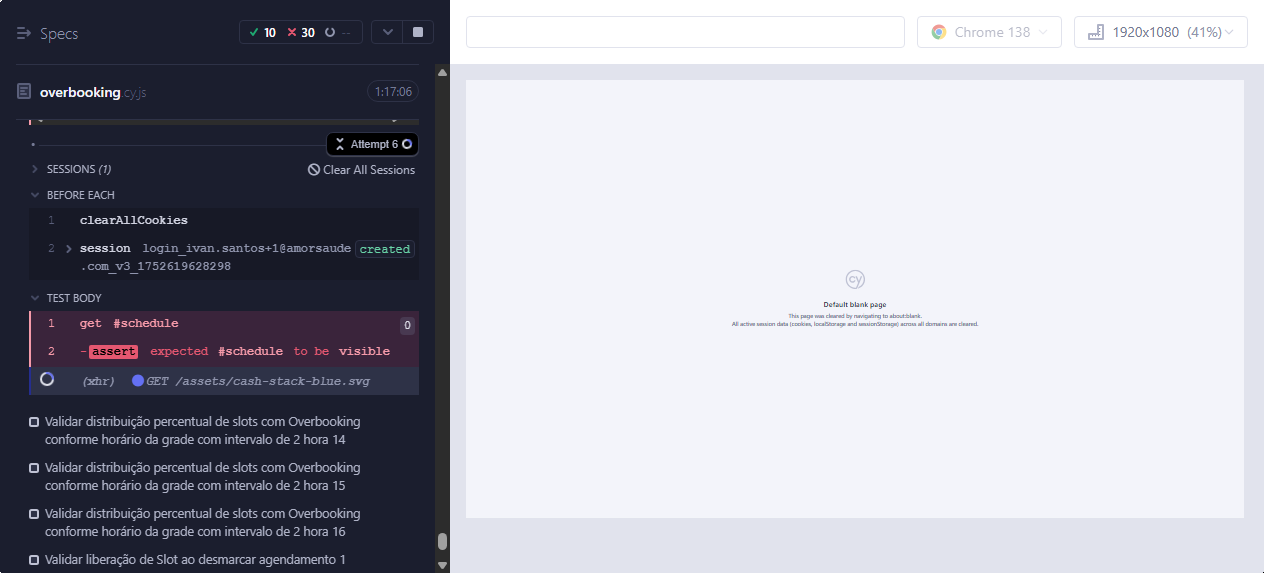 Specs
10 30 --
Chrome 138
1920x1080 (41%)
overbooking.cy.js
1:17:06
Attempt 6
SESSIONS (1)
Clear All Sessions
BEFORE EACH
1 clearAllCookies
2 session login_ivan.santos+1@amorsaude
.com_v3_1752619628298
created
TEST BODY
1 get #schedule 0
2 -assert expected #schedule to be visible
(xhr) GET /assets/cash-stack-blue.svg
Validar distribuição percentual de slots com Overbooking
conforme horário da grade com intervalo de 2 hora 14
Validar distribuição percentual de slots com Overbooking
conforme horário da grade com intervalo de 2 hora 15
Validar distribuição percentual de slots com Overbooking
conforme horário da grade com intervalo de 2 hora 16
Validar liberação de Slot ao desmarcar agendamento 1
cy
Default blank page
This page was cleared by navigating to about:blank.
All active session data (cookies, localStorage and sessionStorage) across all domains are cleared.